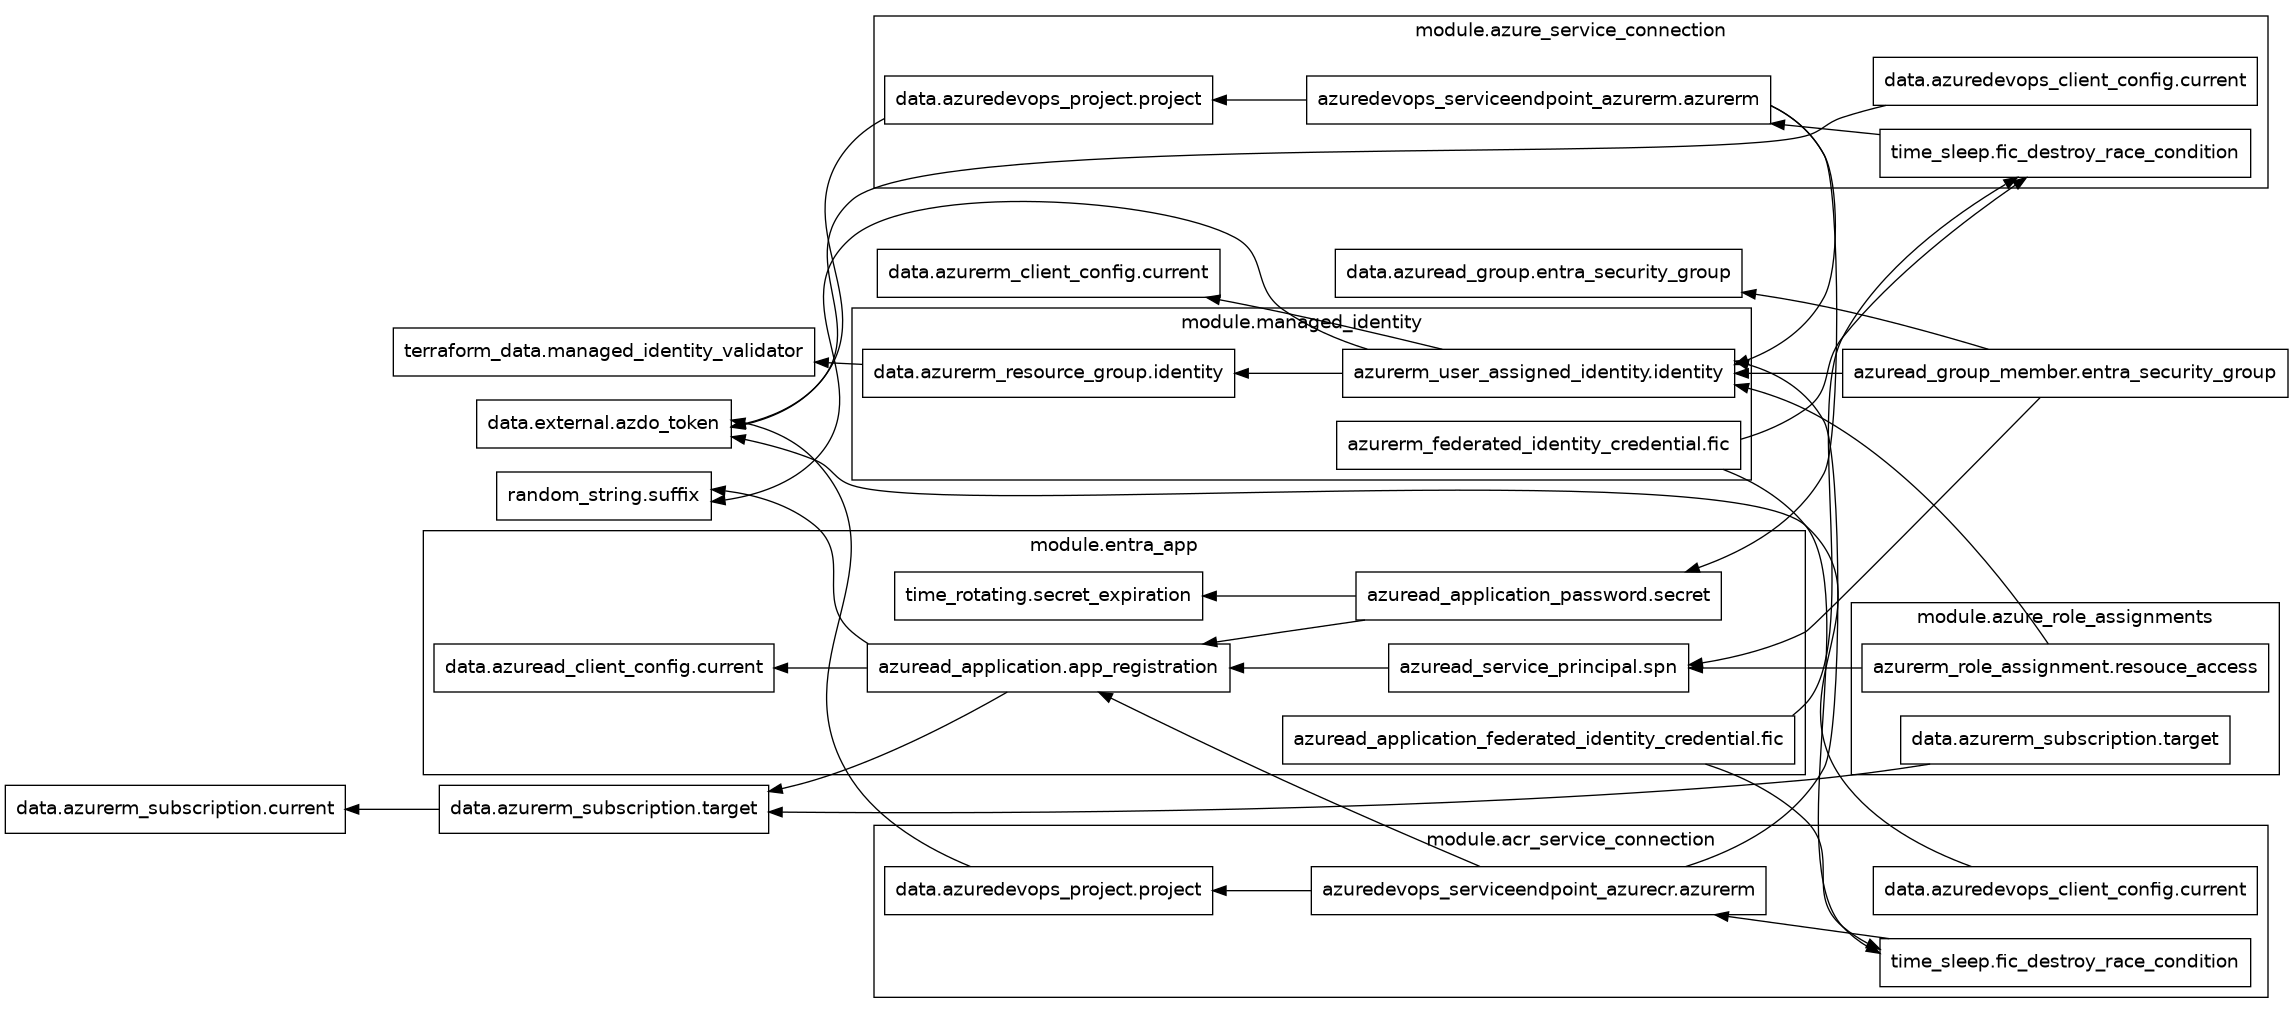 module.azure_service_connection
data.azuredevops_client_config.current
data.azuredevops_project.project
azuredevops_serviceendpoint_azurerm.azurerm
time_sleep.fic_destroy_race_condition
data.azurerm_client_config.current
data.azuread_group.entra_security_group
module.managed_identity
terraform_data.managed_identity_validator
data.azurerm_resource_group.identity
azurerm_user_assigned_identity.identity
azuread_group_member.entra_security_group
data.external.azdo_token
azurerm_federated_identity_credential.fic
random_string.suffix
module.entra_app
time_rotating.secret_expiration
azuread_application_password.secret
module.azure_role_assignments
data.azuread_client_config.current
azuread_application.app_registration
azuread_service_principal.spn
azurerm_role_assignment.resouce_access
azuread_application_federated_identity_credential.fic
data.azurerm_subscription.target
data.azurerm_subscription.current
data.azurerm_subscription.target
module.acr_service_connection
data.azuredevops_project.project
azuredevops_serviceendpoint_azurecr.azurerm
data.azuredevops_client_config.current
time_sleep.fic_destroy_race_condition